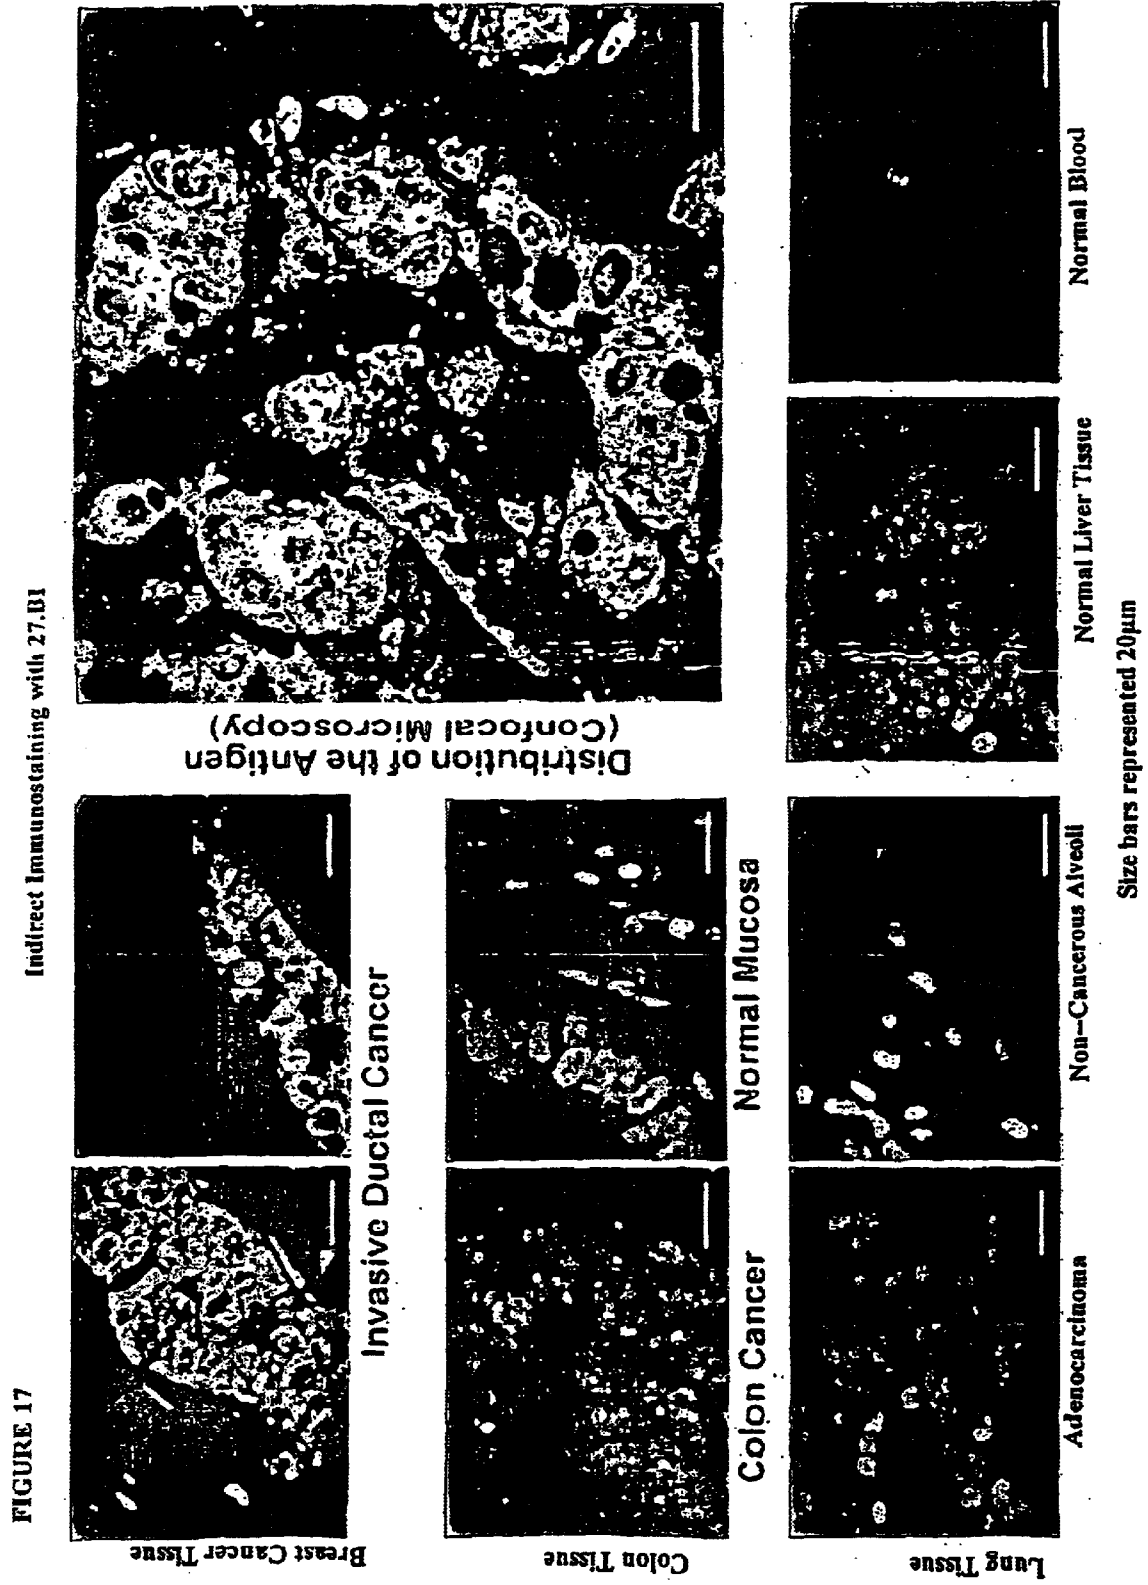 FIGURE 17
Indirect Immunostaining with 27.B1
Breast Cancer Tissue
Invasive Ductal Cancer
Distribution of the Antigen
(Confocal Microscopy)
Colon Tissue
Colon Cancer
Normal Mucosa
Lung Tissue
Adenocarcinoma
Non-Cancerous Alveoli
Normal Liver Tissue
Normal Blood
Size bars represented 20µm